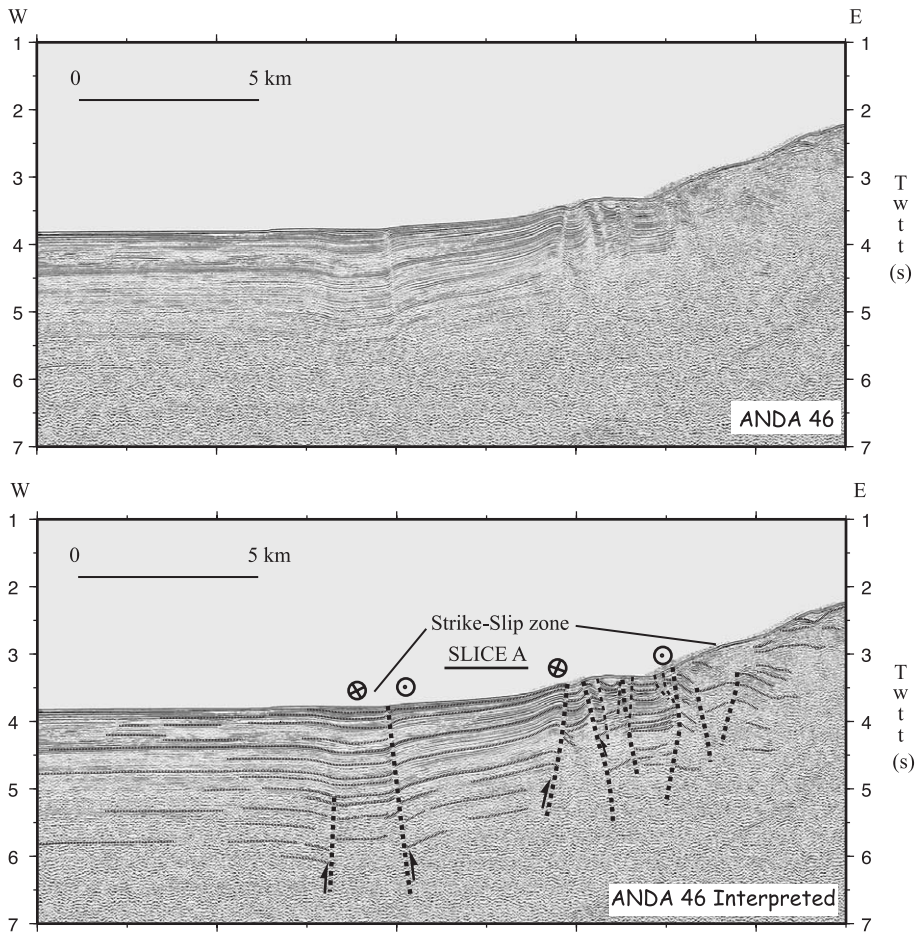 W E
1 1
0 5 km
2 2
3 3
4 4
5 5
6 6
7 7
T
w
t
t
(s)
ANDA 46
W E
1 1
0 5 km
2 2
Strike-Slip zone
3 3
SLICE A
4 4
5 5
6 6
7 7
T
w
t
t
(s)
ANDA 46 Interpreted